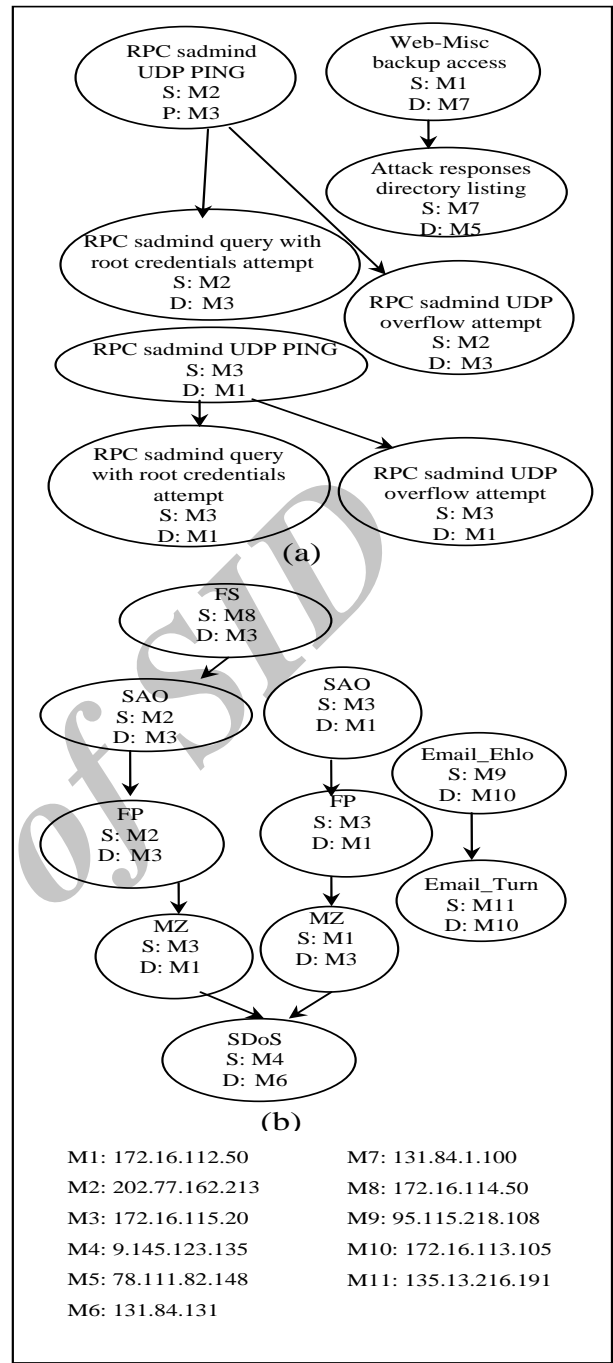 RPC sadmind
UDP PING
S: M2
P: M3
Web-Misc
backup access
S: M1
D: M7
Attack responses
directory listing
S: M7
D: M5
RPC sadmind query with
root credentials attempt
S: M2
D: M3
RPC sadmind UDP
overflow attempt
S: M2
D: M3
RPC sadmind UDP PING
S: M3
D: M1
RPC sadmind query
with root credentials
attempt
S: M3
D: M1
RPC sadmind UDP
overflow attempt
S: M3
D: M1
(a)
FS
S: M8
D: M3
SAO
S: M2
D: M3
SAO
S: M3
D: M1
Email_Ehlo
S: M9
D: M10
FP
S: M2
D: M3
FP
S: M3
D: M1
Email_Turn
S: M11
D: M10
MZ
S: M3
D: M1
MZ
S: M1
D: M3
SDoS
S: M4
D: M6
(b)
M1: 172.16.112.50
M2: 202.77.162.213
M3: 172.16.115.20
M4: 9.145.123.135
M5: 78.111.82.148
M6: 131.84.131
M7: 131.84.1.100
M8: 172.16.114.50
M9: 95.115.218.108
M10: 172.16.113.105
M11: 135.13.216.191
of SID